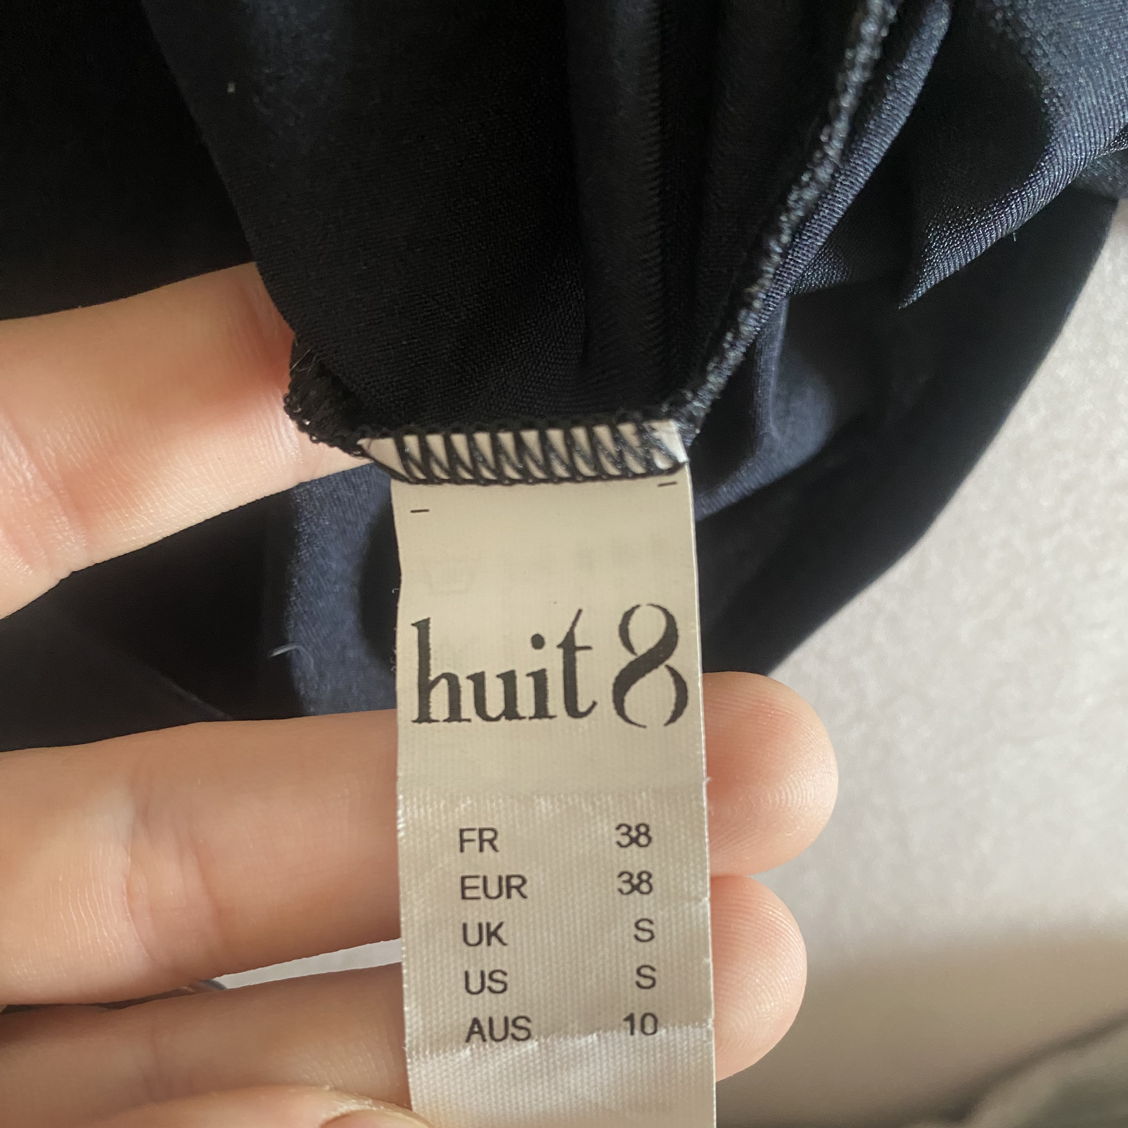 huit 8
FR 38
EUR 38
UK S
US S
AUS 10